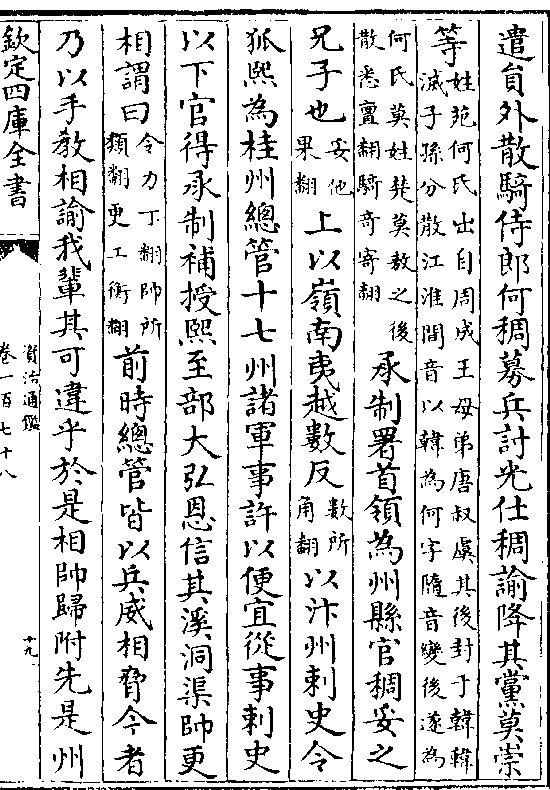 遣員外散騎侍郎何稠募兵討光仕稠諭降其黨莫崇
等姓苑何氏出自周成王母弟唐叔虞其後封于韓韓滅子孫分散江淮間音以韓為何字隨音變後遂為
何氏莫姓楚莫敖之後散悉亶翻騎奇寄翻承制署首領為州縣官稠妥之
兄子也妥他果翻上以嶺南夷越數反數所角翻以汴州刺史令
狐熙為桂州總管十七州諸軍事許以便宜從事刺史
以下官得承制補授熙至部大弘恩信其溪洞渠帥更
相謂曰令力丁翻帥所類翻更工衡翻前時總管皆以兵威相脅今者
乃以手教相諭我輩其可違乎於是相帥歸附先是州
欽定四庫全書
資治通鑑
卷一百七十八
十九